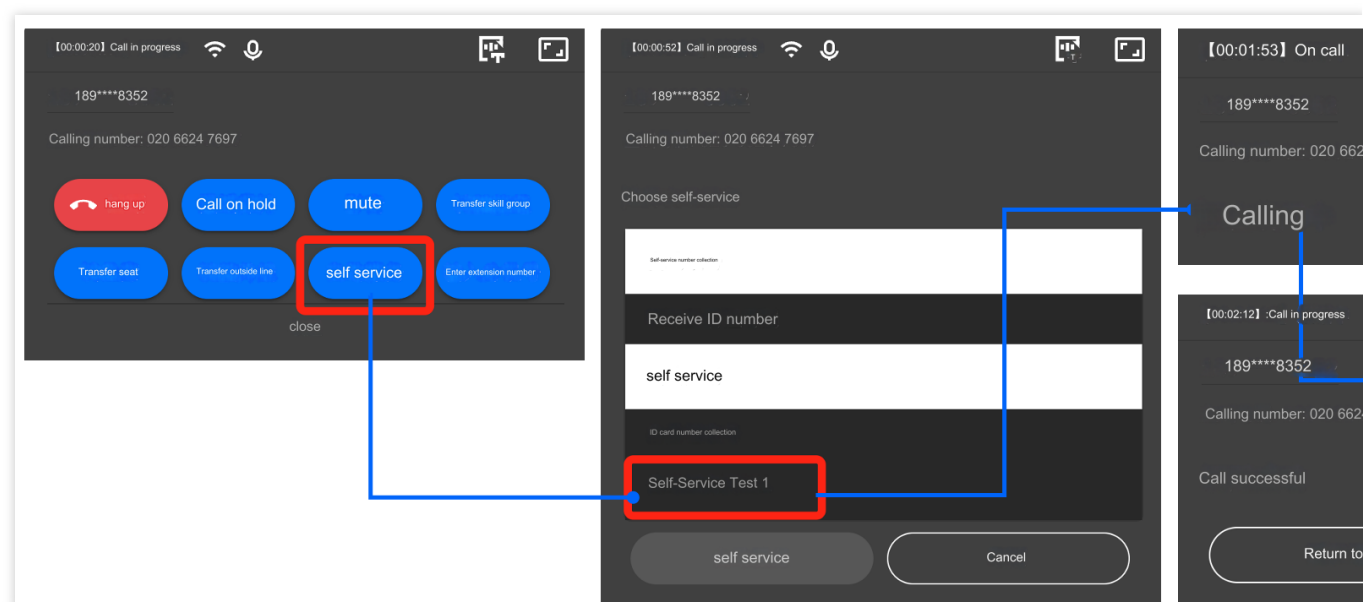 【00:00:20】Call in progress
189****8352
Calling number: 020 6624 7697
hang up
Call on hold
mute
Transfer skill group
Transfer seat
Transfer outside line
self service
Enter extension number
close
【00:00:52】Call in progress
189****8352
Calling number: 020 6624 7697
Choose self-service
Self-service number collection
Receive ID number
self service
ID card number collection
Self-Service Test 1
self service
Cancel
【00:01:53】On call
189****8352
Calling number: 020 662
Calling
【00:02:12】:Call in progress
189****8352
Calling number: 020 662
Call successful
Return to